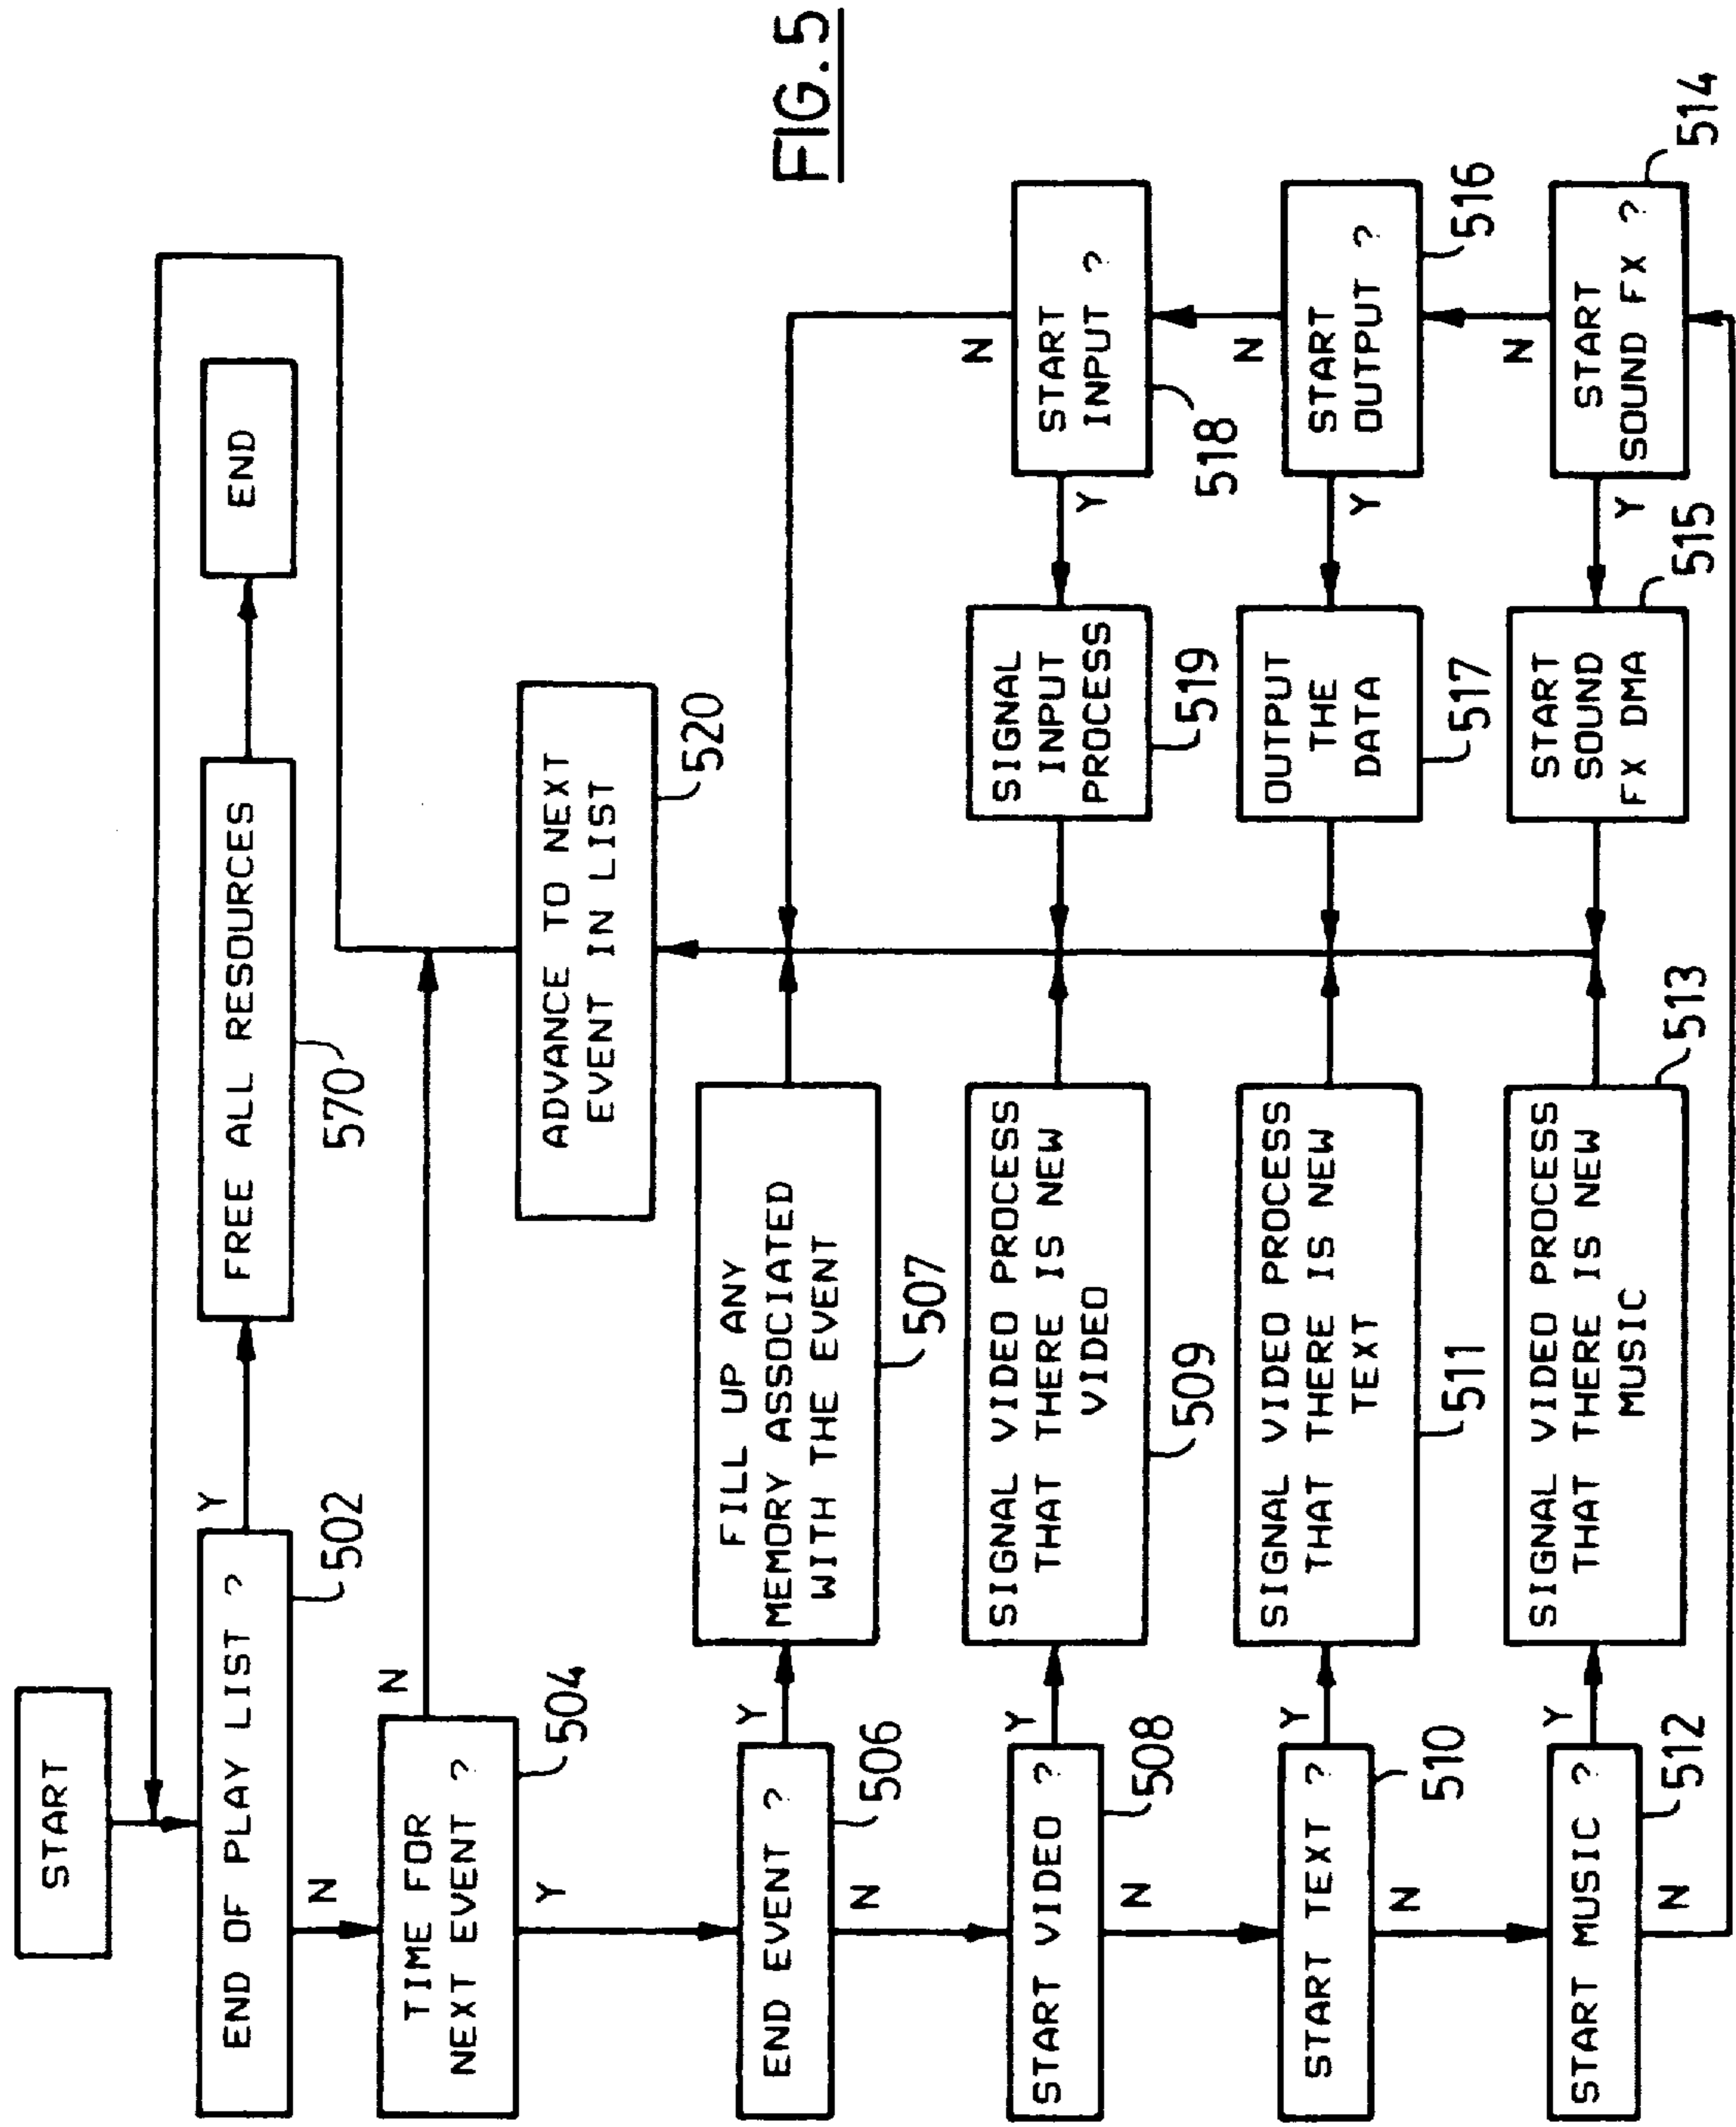 START
END OF PLAY LIST ?
502
Y
N
FREE ALL RESOURCES
570
END
TIME FOR
NEXT EVENT ?
504
N
Y
ADVANCE TO NEXT
EVENT IN LIST
520
END EVENT ?
506
Y
N
FILL UP ANY
MEMORY ASSOCIATED
WITH THE EVENT
507
START VIDEO ?
508
Y
N
SIGNAL VIDEO PROCESS
THAT THERE IS NEW
VIDEO
509
START TEXT ?
510
Y
N
SIGNAL VIDEO PROCESS
THAT THERE IS NEW
TEXT
511
START MUSIC ?
512
Y
N
SIGNAL VIDEO PROCESS
THAT THERE IS NEW
MUSIC
513
START
SOUND FX ?
514
Y
N
START
SOUND
FX DMA
515
START
OUTPUT ?
516
Y
N
OUTPUT
THE
DATA
517
START
INPUT ?
518
Y
N
SIGNAL
INPUT
PROCESS
519
FIG. 5